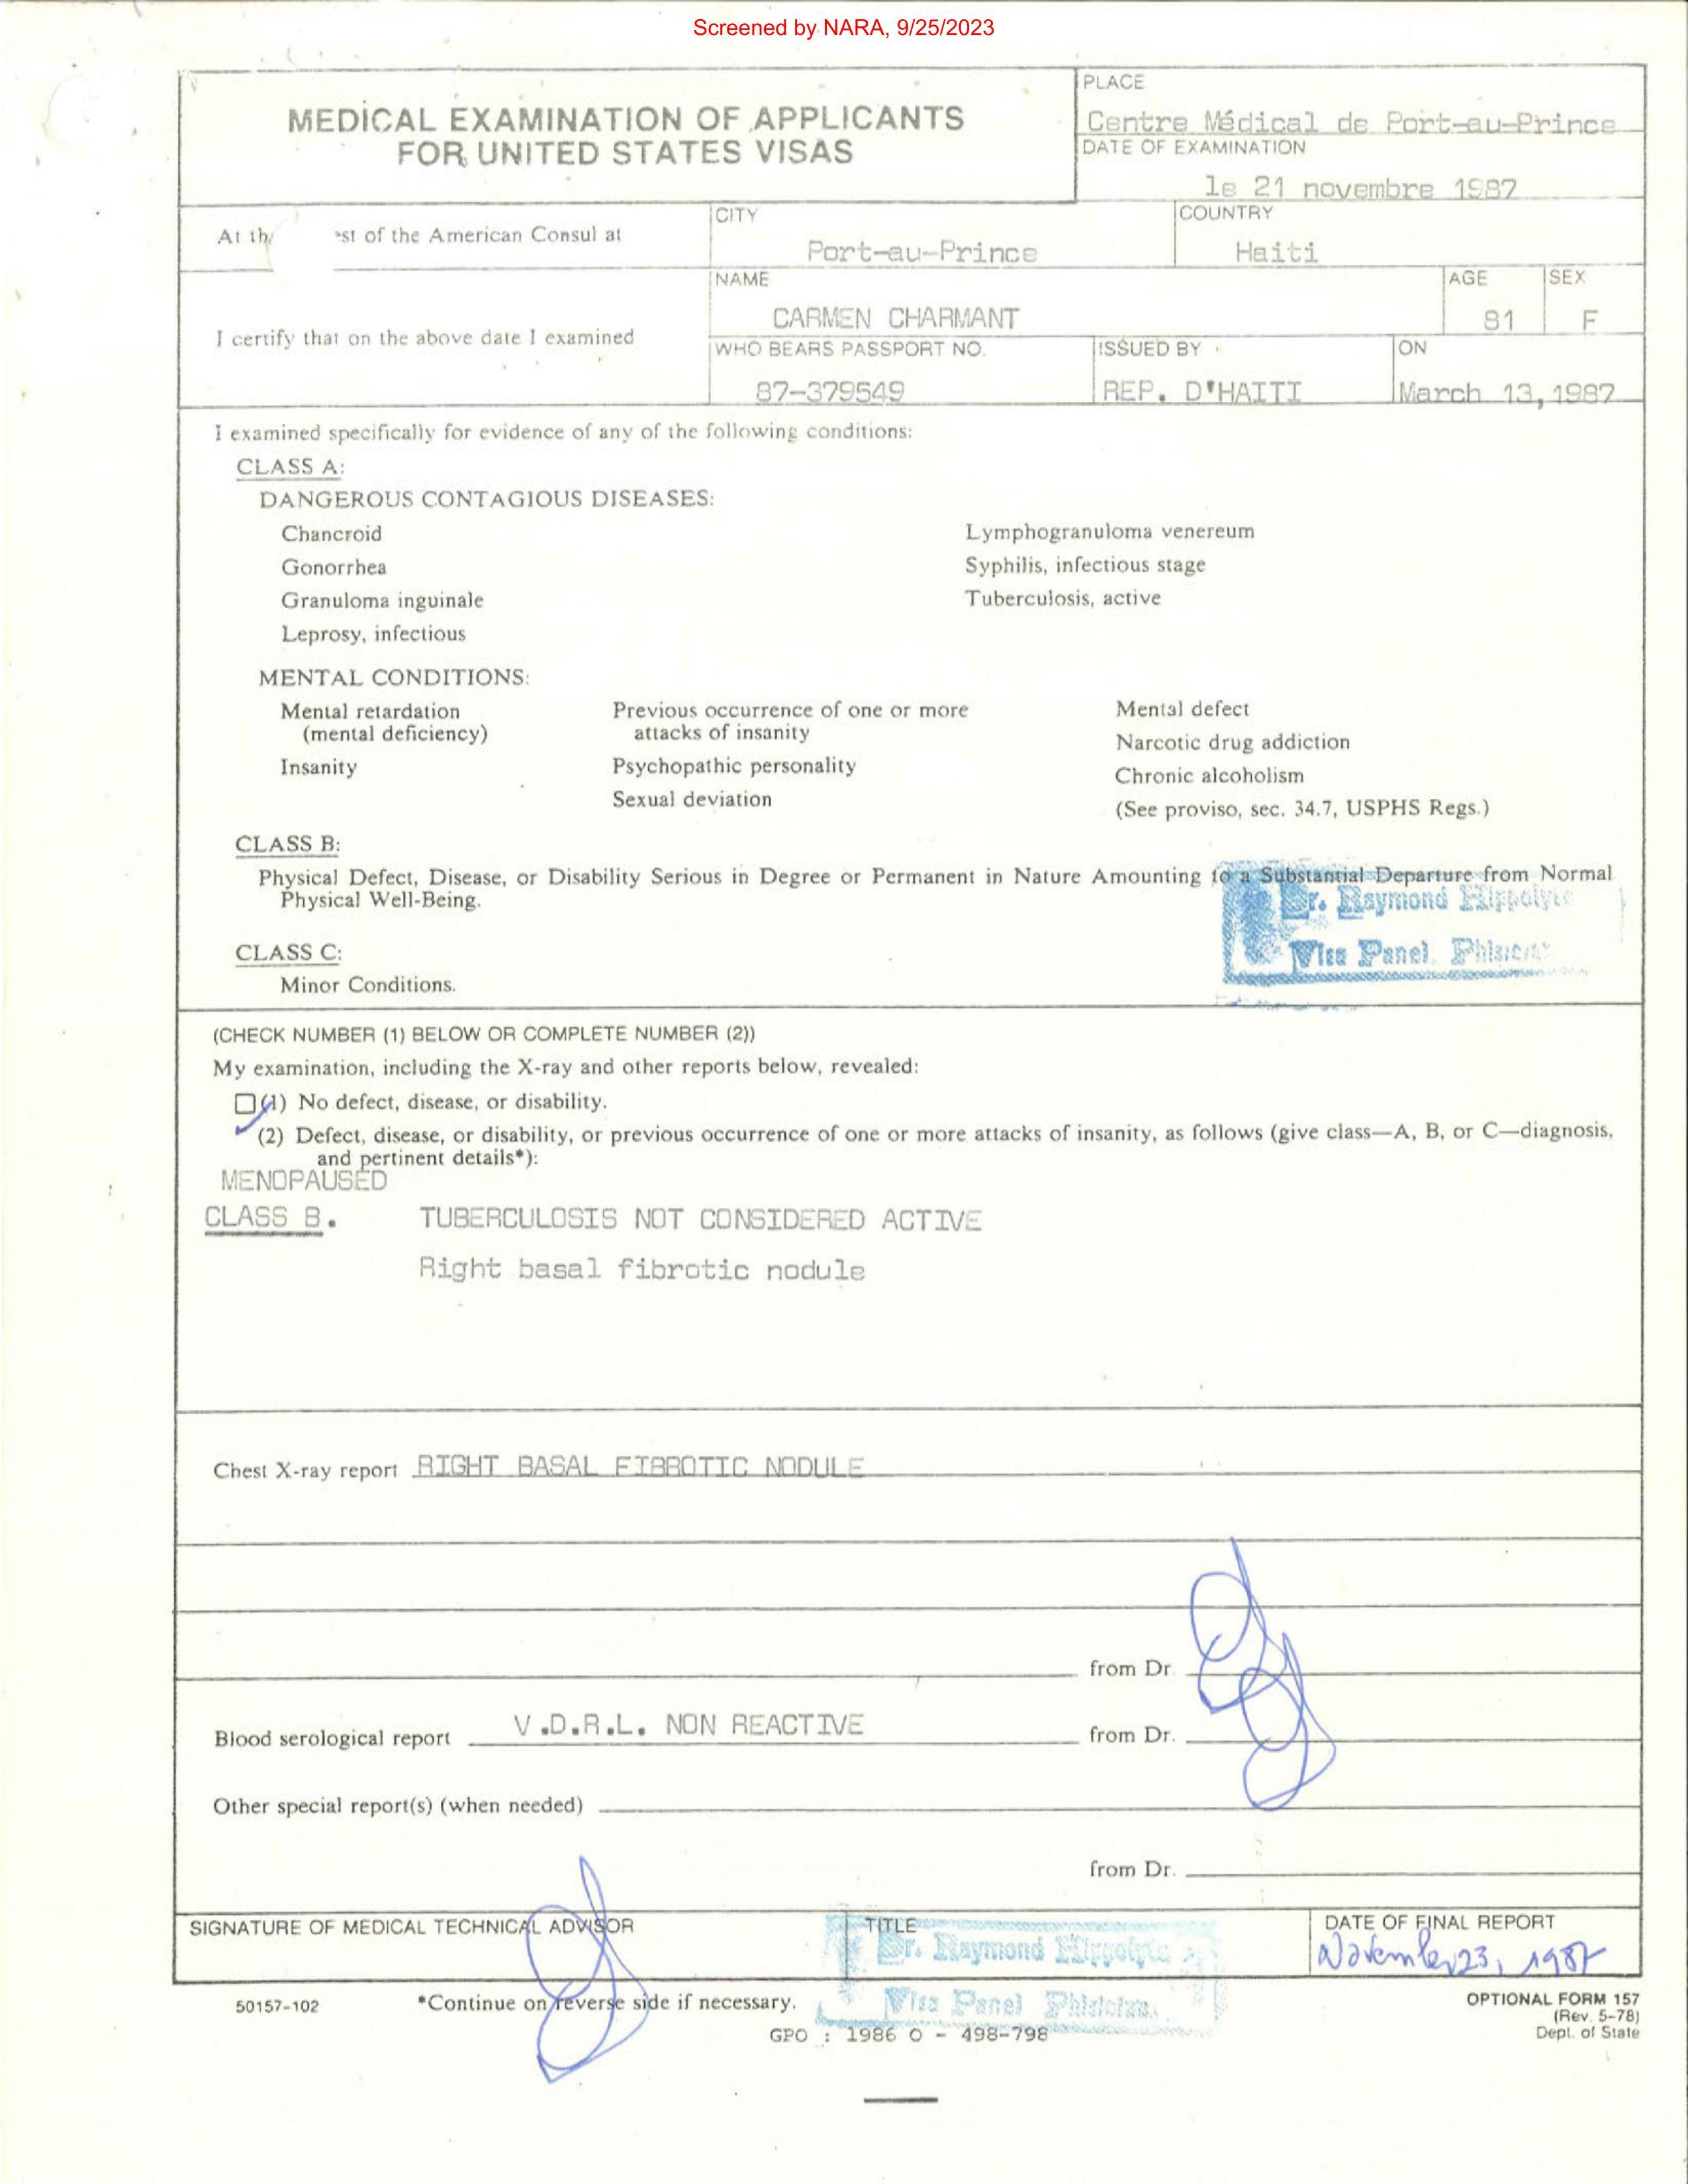 Screened by NARA, 9/25/2023
MEDICAL EXAMINATION OF APPLICANTS
FOR UNITED STATES VISAS
PLACE
Centre Médical de Port-au-Prince
DATE OF EXAMINATION
le 21 novembre 1987
At th est of the American Consul at
CITY
Port-au-Prince
COUNTRY
Haiti
I certify that on the above date I examined
NAME
CARMEN CHARMANT
AGE
81
SEX
F
WHO BEARS PASSPORT NO.
87-379549
ISSUED BY
REP. D'HAITI
ON
March 13,1987
I examined specifically for evidence of any of the following conditions:
CLASS A:
DANGEROUS CONTAGIOUS DISEASES:
Chancroid
Gonorrhea
Granuloma inguinale
Leprosy, infectious
Lymphogranuloma venereum
Syphilis, infectious stage
Tuberculosis, active
MENTAL CONDITIONS:
Mental retardation
(mental deficiency)
Insanity
Previous occurrence of one or more
attacks of insanity
Psychopathic personality
Sexual deviation
Mental defect
Narcotic drug addiction
Chronic alcoholism
(See proviso, sec. 34.7, USPHS Regs.)
CLASS B:
Physical Defect, Disease, or Disability Serious in Degree or Permanent in Nature Amounting to a Substantial Departure from Normal
Physical Well-Being.
Dr. Raymond Hippolyte
Visa Panel Phisician
CLASS C:
Minor Conditions.
(CHECK NUMBER (1) BELOW OR COMPLETE NUMBER (2))
My examination, including the X-ray and other reports below, revealed:
(1) No defect, disease, or disability.
(2) Defect, disease, or disability, or previous occurrence of one or more attacks of insanity, as follows (give class—A, B, or C—diagnosis,
and pertinent details*):
MENOPAUSED
CLASS B. TUBERCULOSIS NOT CONSIDERED ACTIVE
Right basal fibrotic nodule
Chest X-ray report RIGHT BASAL FIBROTIC NODULE
from Dr.
Blood serological report V.D.R.L. NON REACTIVE from Dr.
Other special report(s) (when needed)
from Dr.
SIGNATURE OF MEDICAL TECHNICAL ADVISOR
TITLE
Dr. Raymond Hippolyte
Visa Panel Phisician.
DATE OF FINAL REPORT
November 23, 1987
50157-102
*Continue on reverse side if necessary.
GPO : 1986 O - 498-798
OPTIONAL FORM 157
(Rev. 5-78)
Dept. of State